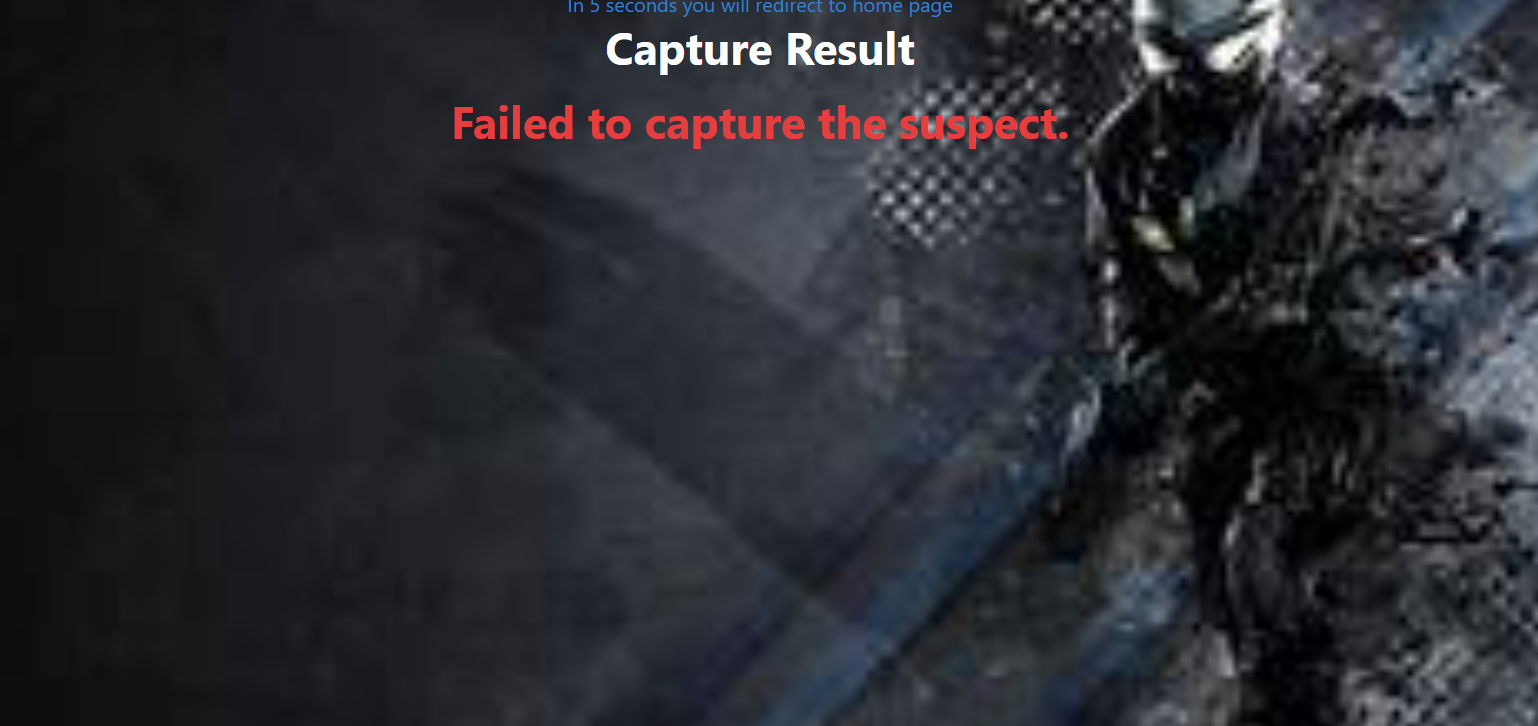 In 5 seconds you will redirect to home page
Capture Result
Failed to capture the suspect.